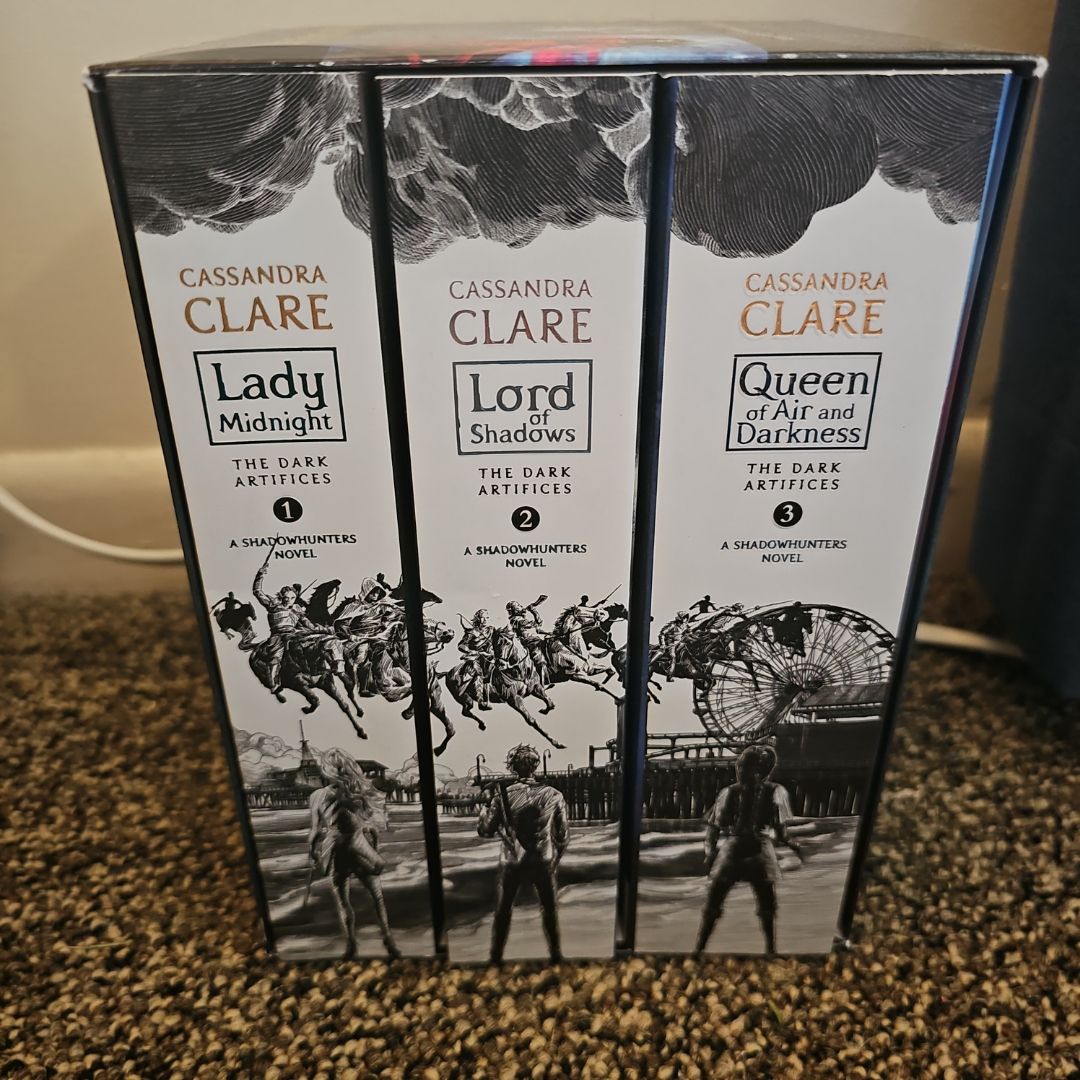 CASSANDRA
CLARE
Lady
Midnight
THE DARK
ARTIFICES
1
A SHADOWHUNTERS
NOVEL
CASSANDRA
CLARE
Lord
of
Shadows
THE DARK
ARTIFICES
2
A SHADOWHUNTERS
NOVEL
CASSANDRA
CLARE
Queen
of Air and
Darkness
THE DARK
ARTIFICES
3
A SHADOWHUNTERS
NOVEL